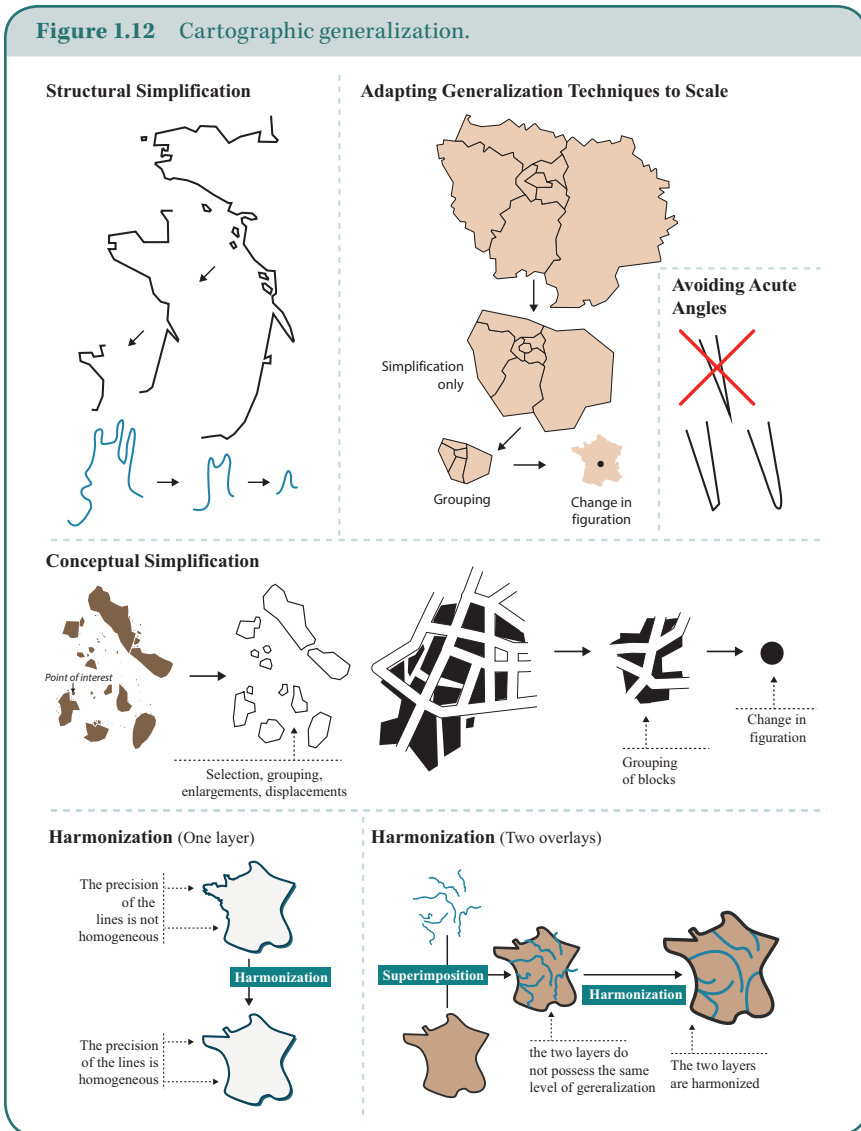 Figure 1.12 Cartographic generalization.
Structural Simplification
Adapting Generalization Techniques to Scale
Avoiding Acute
Angles
Simplification
only
Grouping
Change in
figuration
Conceptual Simplification
Point of interest
Selection, grouping,
enlargements, displacements
Grouping
of blocks
Change in
figuration
Harmonization (One layer)
The precision
of the
lines is not
homogeneous
Harmonization
The precision
of the lines is
homogeneous
Harmonization (Two overlays)
Superimposition
Harmonization
the two layers do
not possess the same
level of gereralization
The two layers
are harmonized